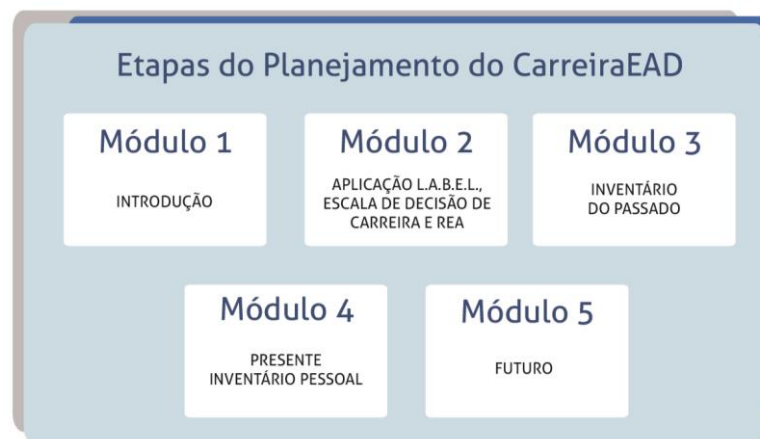 Etapas do Planejamento do CarreiraEAD
Módulo 1
INTRODUÇÃO
Módulo 2
APLICAÇÃO L.A.B.E.L.,
ESCALA DE DECISÃO DE
CARREIRA E REA
Módulo 3
INVENTÁRIO
DO PASSADO
Módulo 4
PRESENTE
INVENTÁRIO PESSOAL
Módulo 5
FUTURO